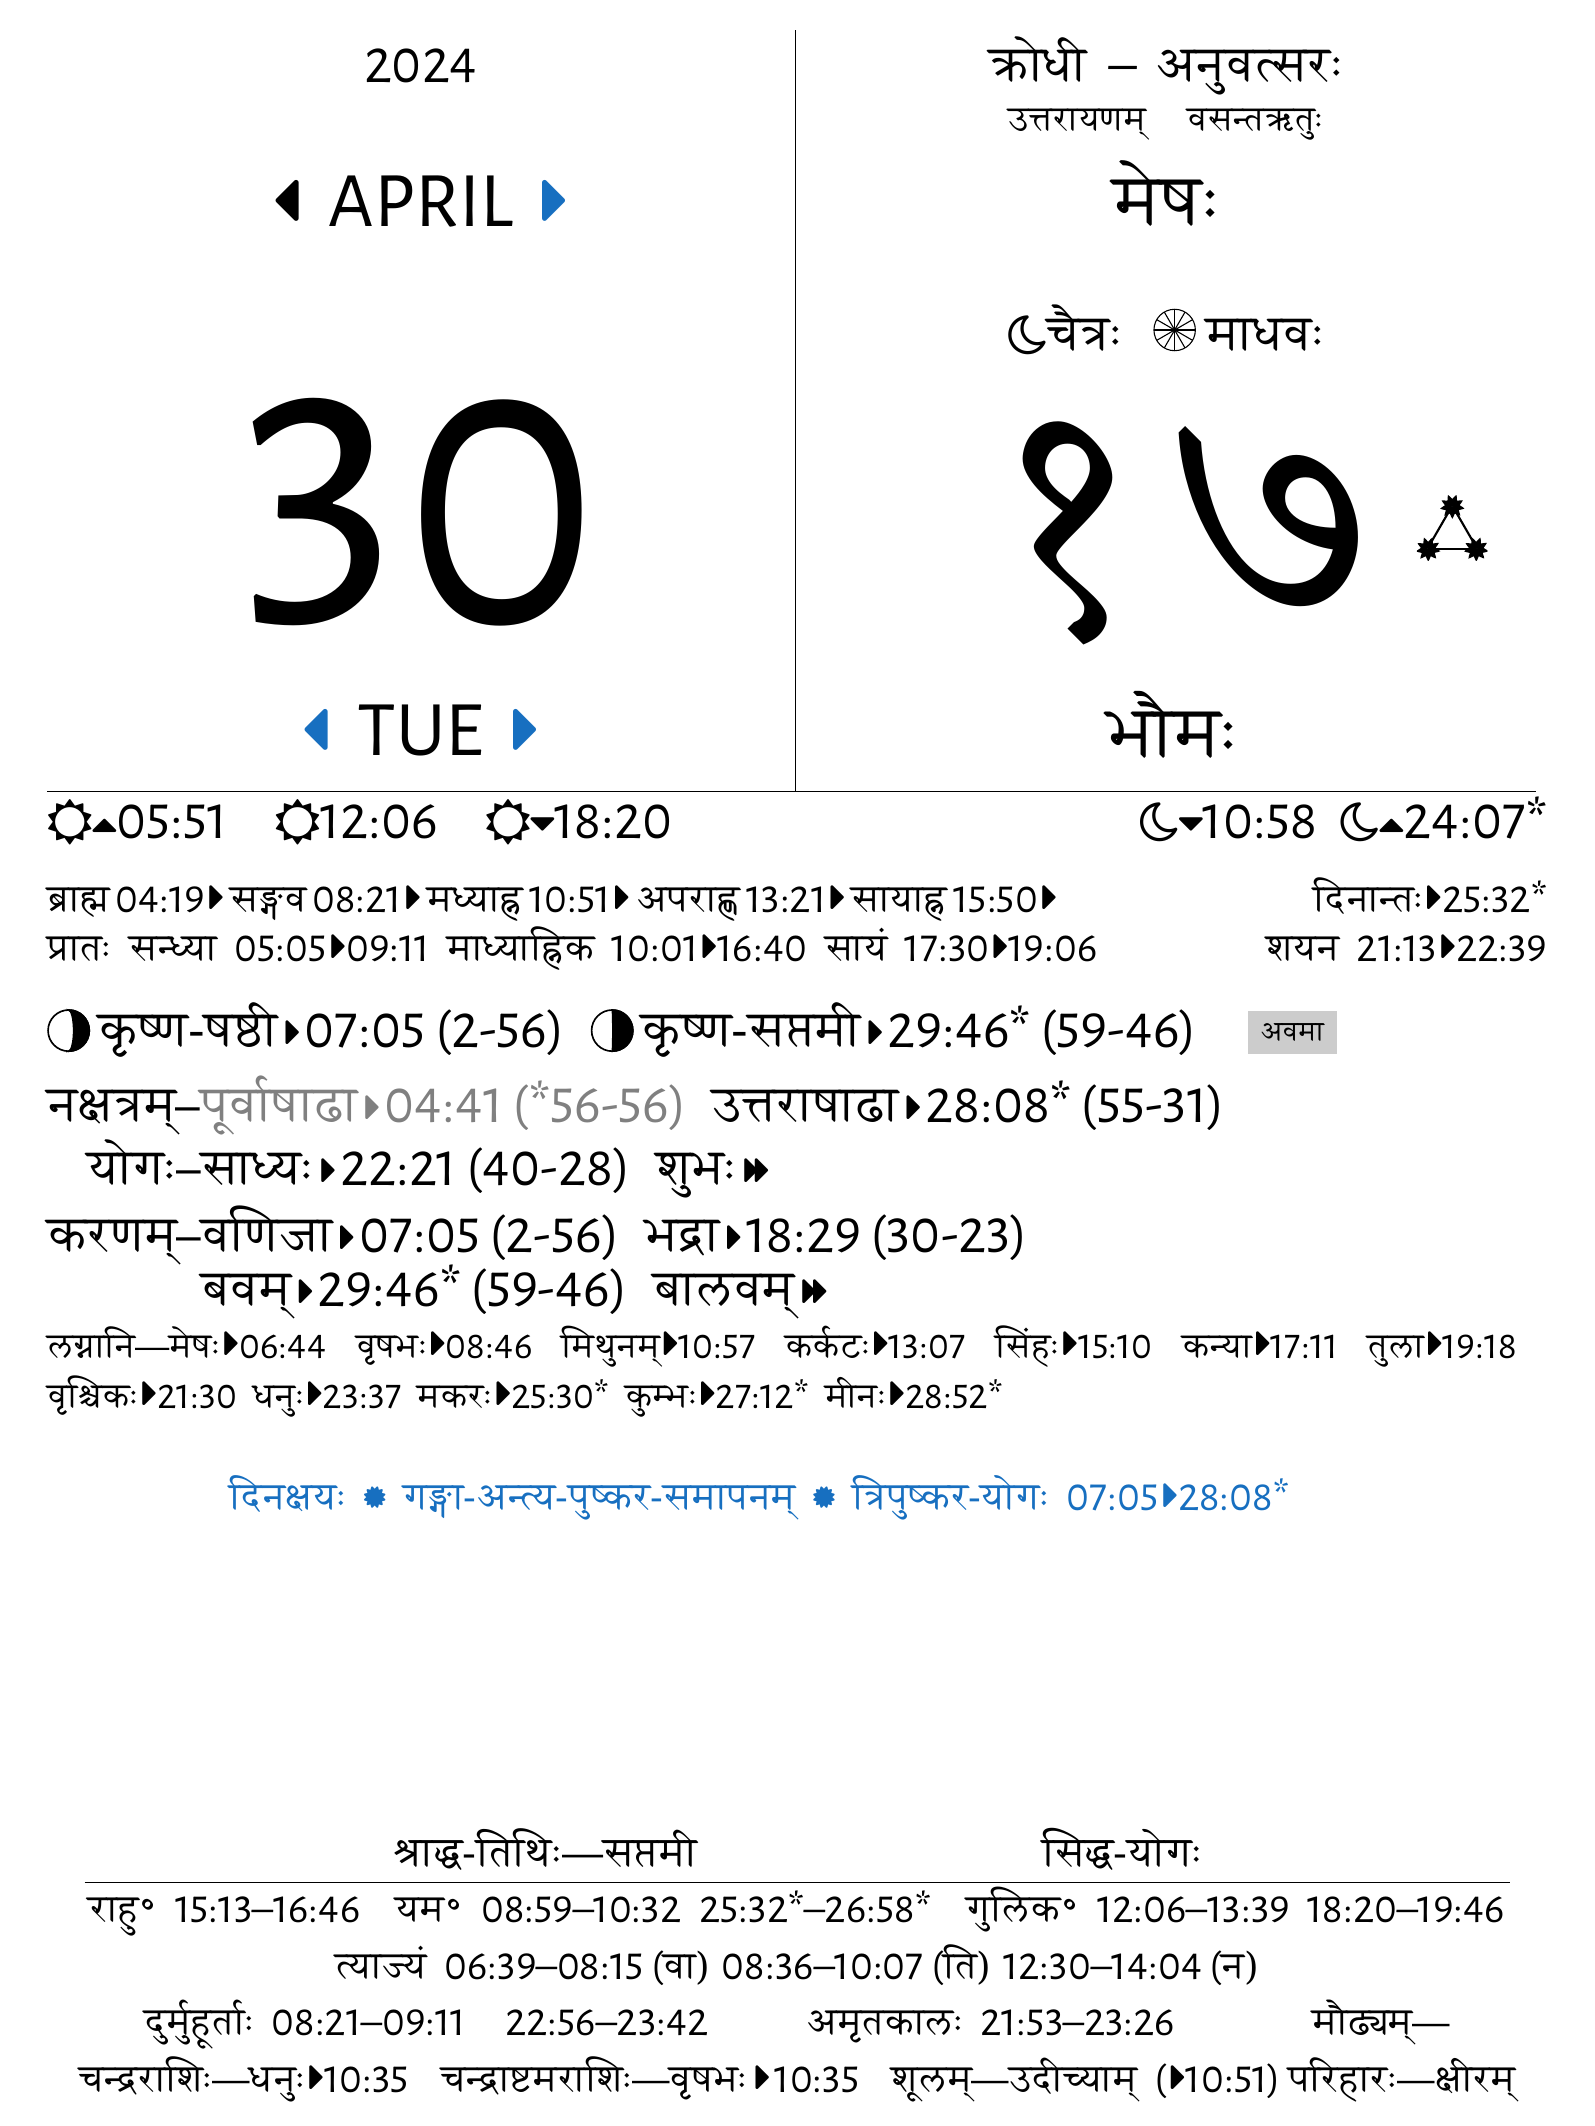 2024
APRIL
30
TUE
क्रोधी – अनुवत्सरः
उत्तरायणम् वसन्तऋतुः
मेषः
चैत्रः माधवः
१७
भौमः
05:51 12:06 18:20 10:58 24:07*
ब्राह्म 04:19 सङ्गव 08:21 मध्याह्न 10:51 अपराह्ण 13:21 सायाह्न 15:50 दिनान्तः 25:32*
प्रातः सन्ध्या 05:05 09:11 माध्याह्निक 10:01 16:40 सायं 17:30 19:06 शयन 21:13 22:39
कृष्ण-षष्ठी 07:05 (2-56) कृष्ण-सप्तमी 29:46* (59-46) अवमा
नक्षत्रम्–पूर्वाषाढा 04:41 (*56-56) उत्तराषाढा 28:08* (55-31)
योगः–साध्यः 22:21 (40-28) शुभः
करणम्–वणिजा 07:05 (2-56) भद्रा 18:29 (30-23)
बवम् 29:46* (59-46) बालवम्
लग्नानि—मेषः 06:44 वृषभः 08:46 मिथुनम् 10:57 कर्कटः 13:07 सिंहः 15:10 कन्या 17:11 तुला 19:18
वृश्चिकः 21:30 धनुः 23:37 मकरः 25:30* कुम्भः 27:12* मीनः 28:52*
दिनक्षयः गङ्गा-अन्त्य-पुष्कर-समापनम् त्रिपुष्कर-योगः 07:05 28:08*
श्राद्ध-तिथिः—सप्तमी सिद्ध-योगः
राहु॰ 15:13–16:46 यम॰ 08:59–10:32 25:32*–26:58* गुलिक॰ 12:06–13:39 18:20–19:46
त्याज्यं 06:39–08:15 (वा) 08:36–10:07 (ति) 12:30–14:04 (न)
दुर्मुहूर्ताः 08:21–09:11 22:56–23:42 अमृतकालः 21:53–23:26 मौढ्यम्—
चन्द्रराशिः—धनुः 10:35 चन्द्राष्टमराशिः—वृषभः 10:35 शूलम्—उदीच्याम् (10:51) परिहारः—क्षीरम्